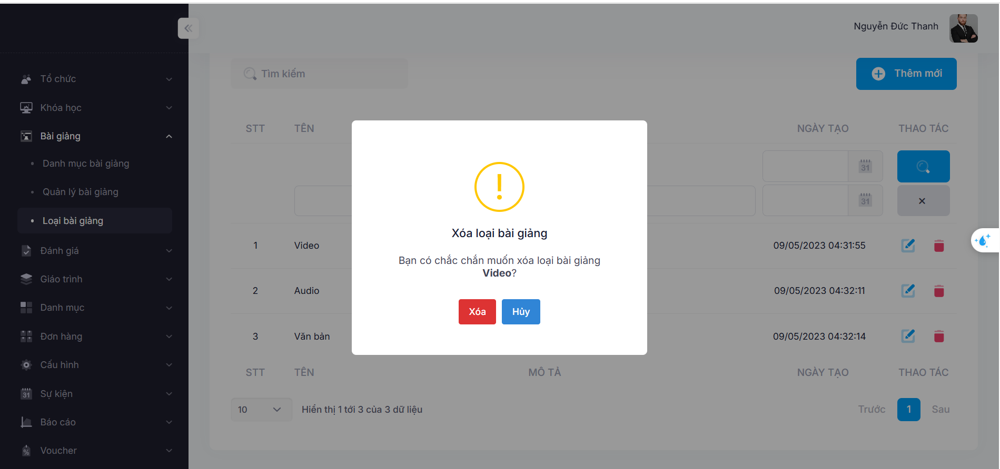 Nguyễn Đức Thanh
Tổ chức
Khóa học
Bài giảng
Danh mục bài giảng
Quản lý bài giảng
Loại bài giảng
Đánh giá
Giáo trình
Danh mục
Đơn hàng
Cấu hình
31 Sự kiện
Báo cáo
% Voucher
Tìm kiếm
Thêm mới
STT TÊN NGÀY TẠO THAO TÁC
31
31
1 Video 09/05/2023 04:31:55
2 Audio 09/05/2023 04:32:11
3 Văn bản 09/05/2023 04:32:14
STT TÊN MÔ TẢ NGÀY TẠO THAO TÁC
10 Hiển thị 1 tới 3 của 3 dữ liệu Trước 1 Sau
!
Xóa loại bài giảng
Bạn có chắc chắn muốn xóa loại bài giảng
Video?
Xóa Hủy